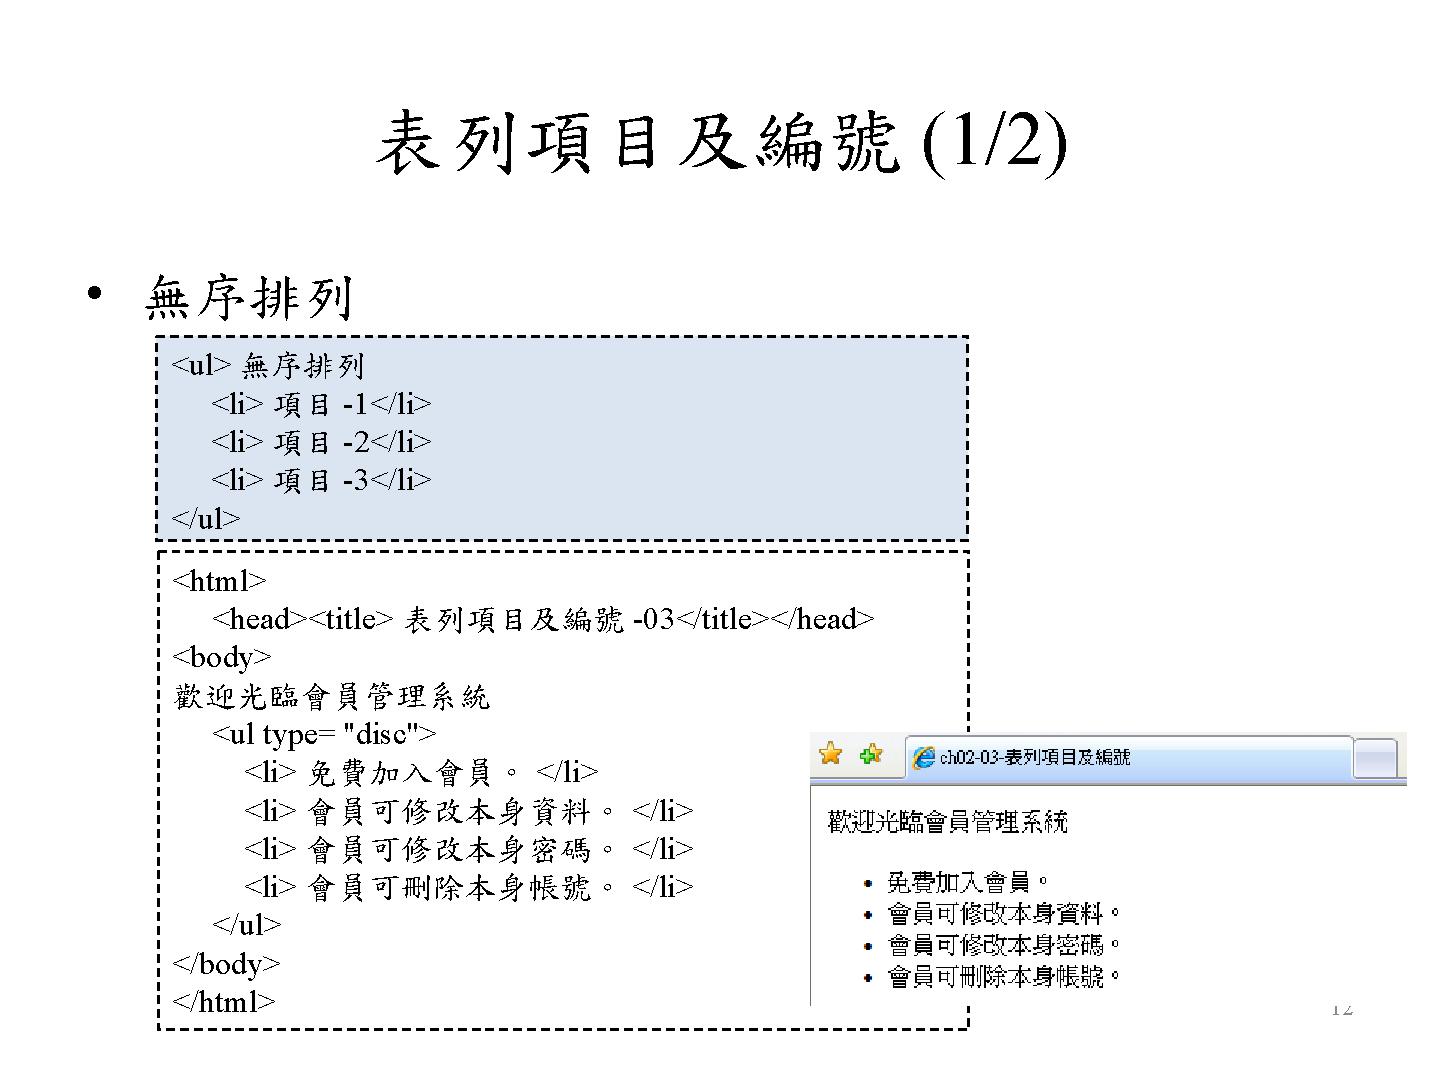 表列項目及編號 (1/2)
• 無序排列
<ul> 無序排列
<li> 項目 -1</li>
<li> 項目 -2</li>
<li> 項目 -3</li>
</ul>
<html>
<head><title> 表列項目及編號 -03</title></head>
<body>
歡迎光臨會員管理系統
<ul type= "disc">
<li> 免費加入會員。 </li>
<li> 會員可修改本身資料。 </li>
<li> 會員可修改本身密碼。 </li>
<li> 會員可刪除本身帳號。 </li>
</ul>
</body>
</html>
ch02-03-表列項目及編號
歡迎光臨會員管理系統
• 免費加入會員。
• 會員可修改本身資料。
• 會員可修改本身密碼。
• 會員可刪除本身帳號。
12